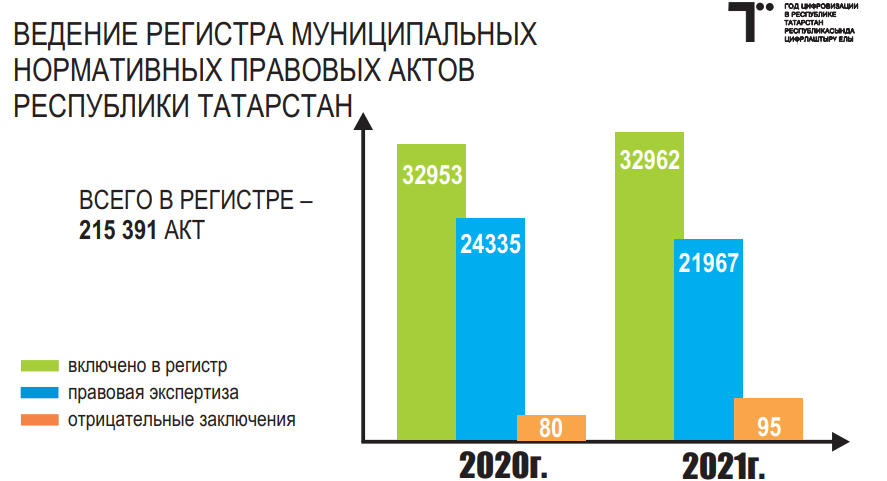 ВЕДЕНИЕ РЕГИСТРА МУНИЦИПАЛЬНЫХ
НОРМАТИВНЫХ ПРАВОВЫХ АКТОВ
РЕСПУБЛИКИ ТАТАРСТАН
ГОД ЦИФРОВИЗАЦИИ
В РЕСПУБЛИКЕ
ТАТАРСТАН
РЕСПУБЛИКАСЫНДА
ЦИФРЛАШТЫРУ ЕЛЫ
ВСЕГО В РЕГИСТРЕ –
215 391 АКТ
32953
24335
80
32962
21967
95
включено в регистр
правовая экспертиза
отрицательные заключения
2020г.
2021г.